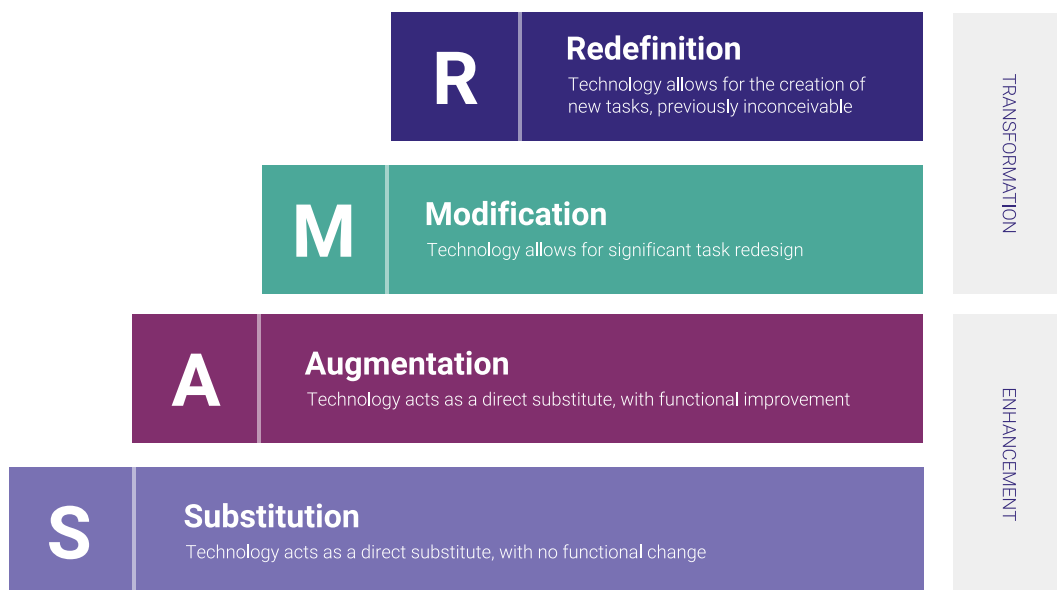 R
Redefinition
Technology allows for the creation of
new tasks, previously inconceivable
TRANSFORMATION
M
Modification
Technology allows for significant task redesign
A
Augmentation
Technology acts as a direct substitute, with functional improvement
ENHANCEMENT
S
Substitution
Technology acts as a direct substitute, with no functional change